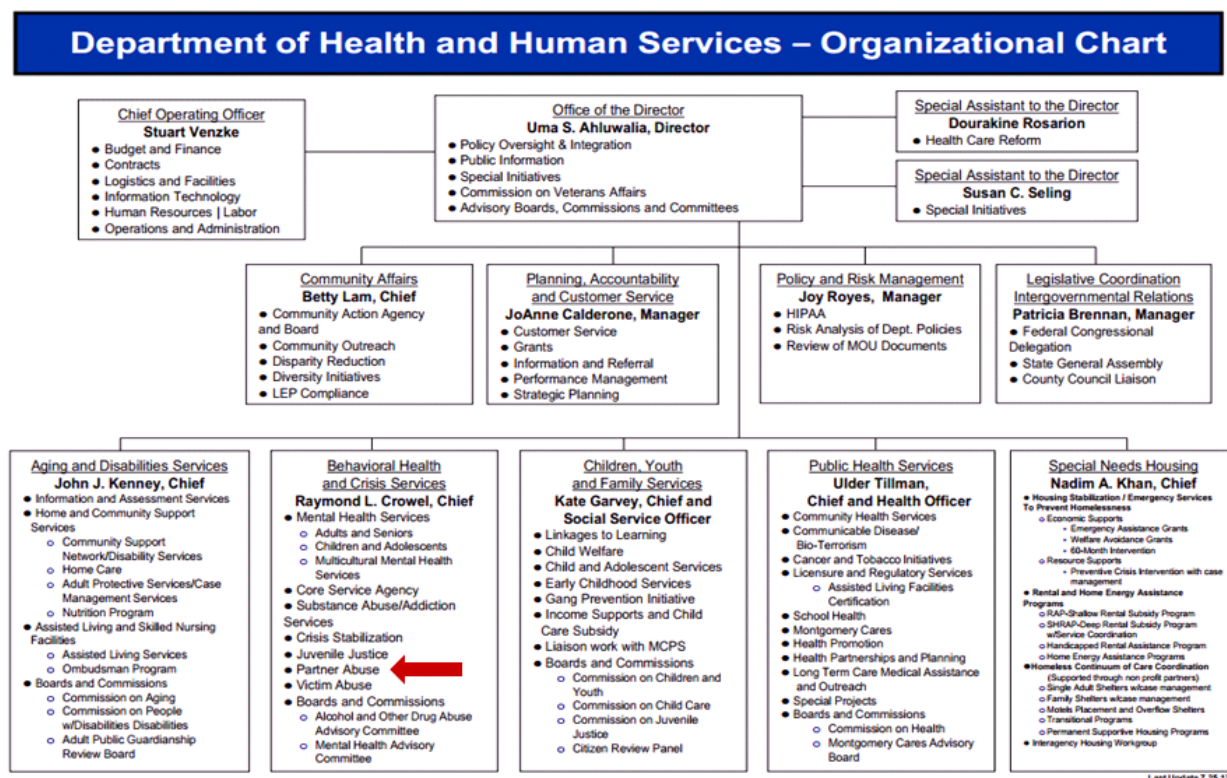 Department of Health and Human Services – Organizational Chart
Chief Operating Officer
Stuart Venzke
● Budget and Finance
● Contracts
● Logistics and Facilities
● Information Technology
● Human Resources | Labor
● Operations and Administration
Office of the Director
Uma S. Ahluwalia, Director
● Policy Oversight & Integration
● Public Information
● Special Initiatives
● Commission on Veterans Affairs
● Advisory Boards, Commissions and Committees
Special Assistant to the Director
Dourakine Rosarion
● Health Care Reform
Special Assistant to the Director
Susan C. Seling
● Special Initiatives
Community Affairs
Betty Lam, Chief
● Community Action Agency
and Board
● Community Outreach
● Disparity Reduction
● Diversity Initiatives
● LEP Compliance
Planning, Accountability
and Customer Service
JoAnne Calderone, Manager
● Customer Service
● Grants
● Information and Referral
● Performance Management
● Strategic Planning
Policy and Risk Management
Joy Royes, Manager
● HIPAA
● Risk Analysis of Dept. Policies
● Review of MOU Documents
Legislative Coordination
Intergovernmental Relations
Patricia Brennan, Manager
● Federal Congressional
Delegation
● State General Assembly
● County Council Liaison
Aging and Disabilities Services
John J. Kenney, Chief
● Information and Assessment Services
● Home and Community Support
Services
o Community Support
Network/Disability Services
o Home Care
o Adult Protective Services/Case
Management Services
o Nutrition Program
● Assisted Living and Skilled Nursing
Facilities
o Assisted Living Services
o Ombudsman Program
● Boards and Commissions
o Commission on Aging
o Commission on People
w/Disabilities Disabilities
o Adult Public Guardianship
Review Board
Behavioral Health
and Crisis Services
Raymond L. Crowel, Chief
● Mental Health Services
o Adults and Seniors
o Children and Adolescents
o Multicultural Mental Health
Services
● Core Service Agency
● Substance Abuse/Addiction
Services
● Crisis Stabilization
● Juvenile Justice
● Partner Abuse
● Victim Abuse
● Boards and Commissions
o Alcohol and Other Drug Abuse
Advisory Committee
o Mental Health Advisory
Committee
Children, Youth
and Family Services
Kate Garvey, Chief and
Social Service Officer
● Linkages to Learning
● Child Welfare
● Child and Adolescent Services
● Early Childhood Services
● Gang Prevention Initiative
● Income Supports and Child
Care Subsidy
● Liaison work with MCPS
● Boards and Commissions
o Commission on Children and
Youth
o Commission on Child Care
o Commission on Juvenile
Justice
o Citizen Review Panel
Public Health Services
Ulder Tillman,
Chief and Health Officer
● Community Health Services
● Communicable Disease/
Bio-Terrorism
● Cancer and Tobacco Initiatives
● Licensure and Regulatory Services
o Assisted Living Facilities
Certification
● School Health
● Montgomery Cares
● Health Promotion
● Health Partnerships and Planning
● Long Term Care Medical Assistance
and Outreach
● Special Projects
● Boards and Commissions
o Commission on Health
o Montgomery Cares Advisory
Board
Special Needs Housing
Nadim A. Khan, Chief
● Housing Stabilization / Emergency Services
To Prevent Homelessness
o Economic Supports
▪ Emergency Assistance Grants
▪ Welfare Avoidance Grants
▪ 60-Month Intervention
o Resource Supports
▪ Preventive Crisis Intervention with case
management
● Rental and Home Energy Assistance
Programs
o RAP-Shallow Rental Subsidy Program
o SHRAP-Deep Rental Subsidy Program
w/Service Coordination
o Handicapped Rental Assistance Program
o Home Energy Assistance Programs
● Homeless Continuum of Care Coordination
(Supported through non profit partners)
o Single Adult Shelters w/case management
o Family Shelters w/case management
o Motels Placement and Overflow Shelters
o Transitional Programs
o Permanent Supportive Housing Programs
● Interagency Housing Workgroup